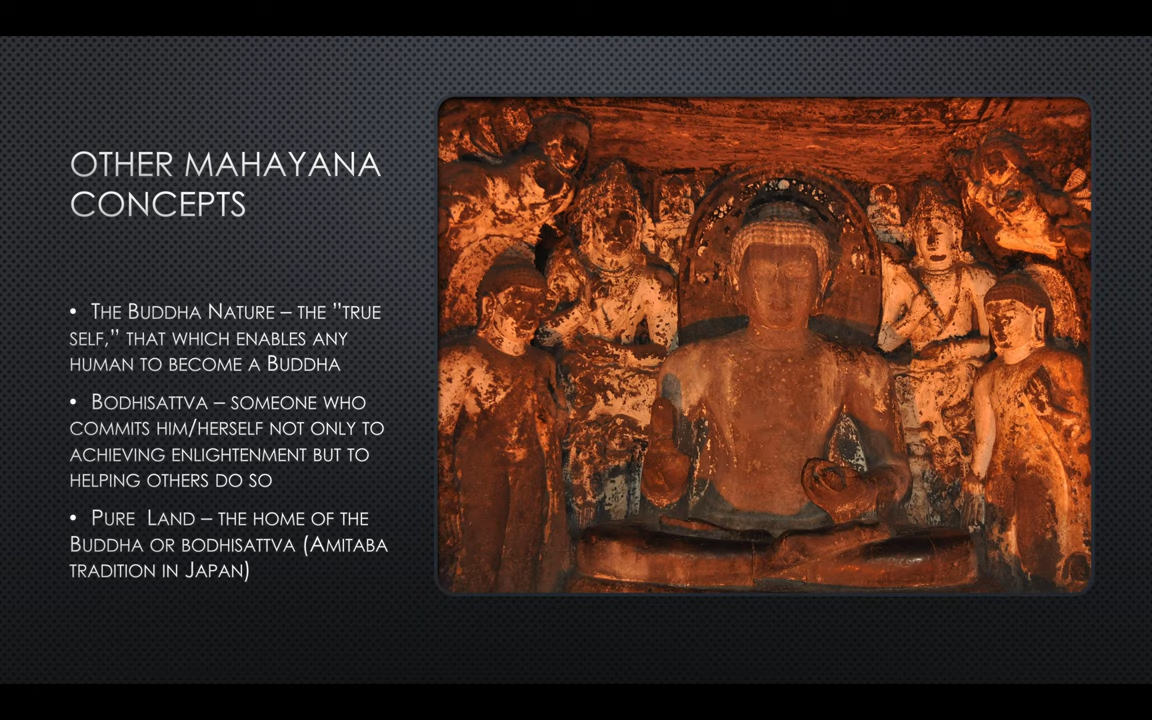 OTHER MAHAYANA
CONCEPTS
• THE BUDDHA NATURE – THE "TRUE
SELF," THAT WHICH ENABLES ANY
HUMAN TO BECOME A BUDDHA
• BODHISATTVA – SOMEONE WHO
COMMITS HIM/HERSELF NOT ONLY TO
ACHIEVING ENLIGHTENMENT BUT TO
HELPING OTHERS DO SO
• PURE LAND – THE HOME OF THE
BUDDHA OR BODHISATTVA (AMITABA
TRADITION IN JAPAN)